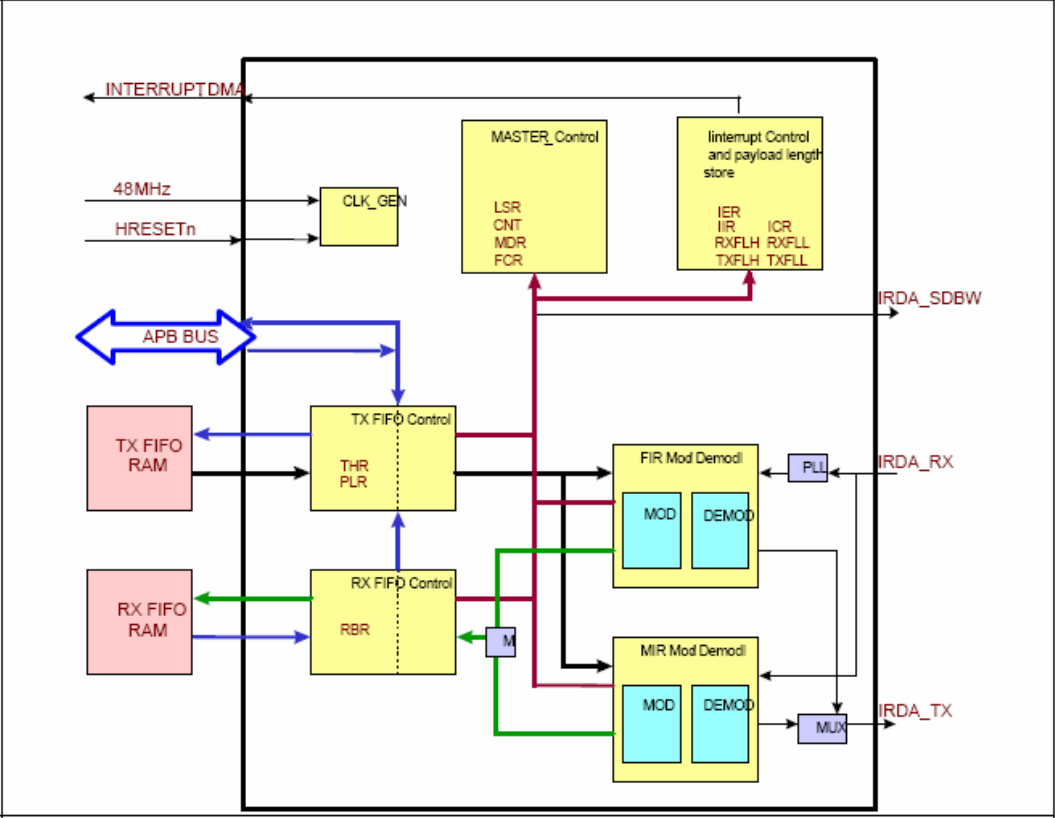 INTERRUPTDMA
MASTER_Control
Iinterrupt Control
and payload length
store
48MHz
CLK_GEN
HRESETn
LSR
CNT
MDR
FCR
IER
IIR ICR
RXFLH RXFLL
TXFLH TXFLL
IRDA_SDBW
APB BUS
TX FIFO Control
TX FIFO
RAM
THR
PLR
FIR Mod Demodl
PLL
IRDA_RX
MOD
DEMOD
RX FIFO Control
RX FIFO
RAM
RBR
M
MIR Mod Demodl
MOD
DEMOD
IRDA_TX
MUX